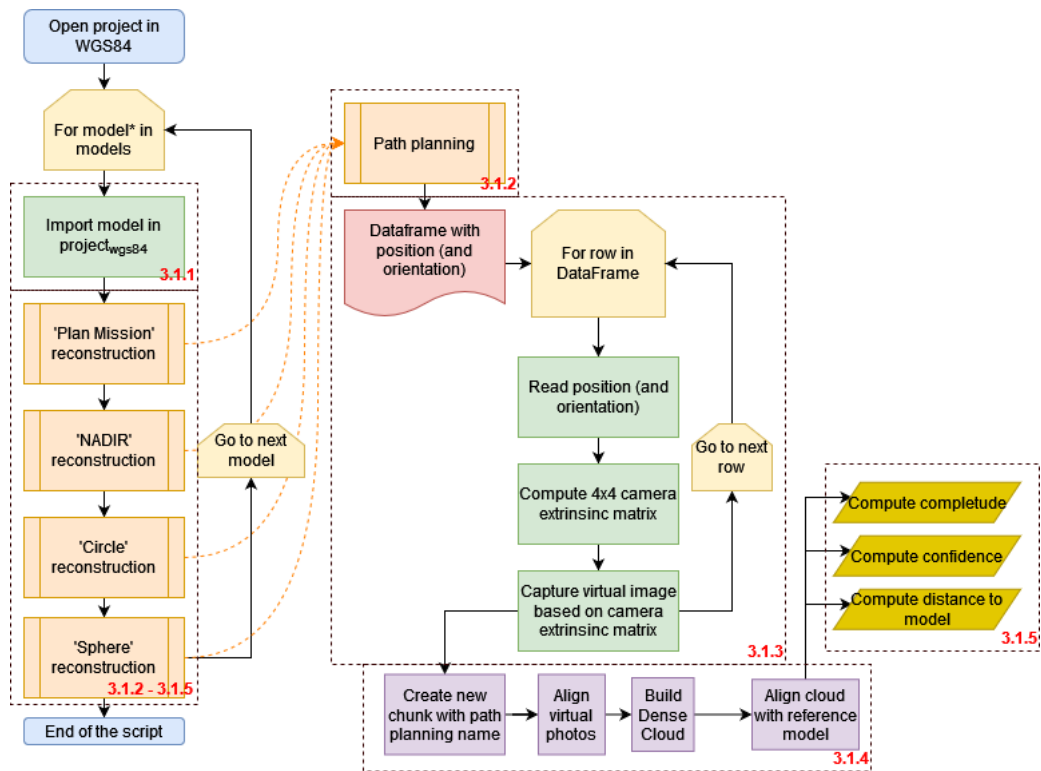 Open project in
WGS84
For model* in
models
Import model in
project_wgs84
3.1.1
'Plan Mission'
reconstruction
'NADIR'
reconstruction
'Circle'
reconstruction
'Sphere'
reconstruction
3.1.2 - 3.1.5
End of the script
Go to next
model
Path planning
3.1.2
Dataframe with
position (and
orientation)
For row in
DataFrame
Read position (and
orientation)
Compute 4x4 camera
extrinsinc matrix
Capture virtual image
based on camera
extrinsinc matrix
Go to next
row
3.1.3
Create new
chunk with path
planning name
Align
virtual
photos
Build
Dense
Cloud
Align cloud
with reference
model
3.1.4
Compute completude
Compute confidence
Compute distance to
model
3.1.5